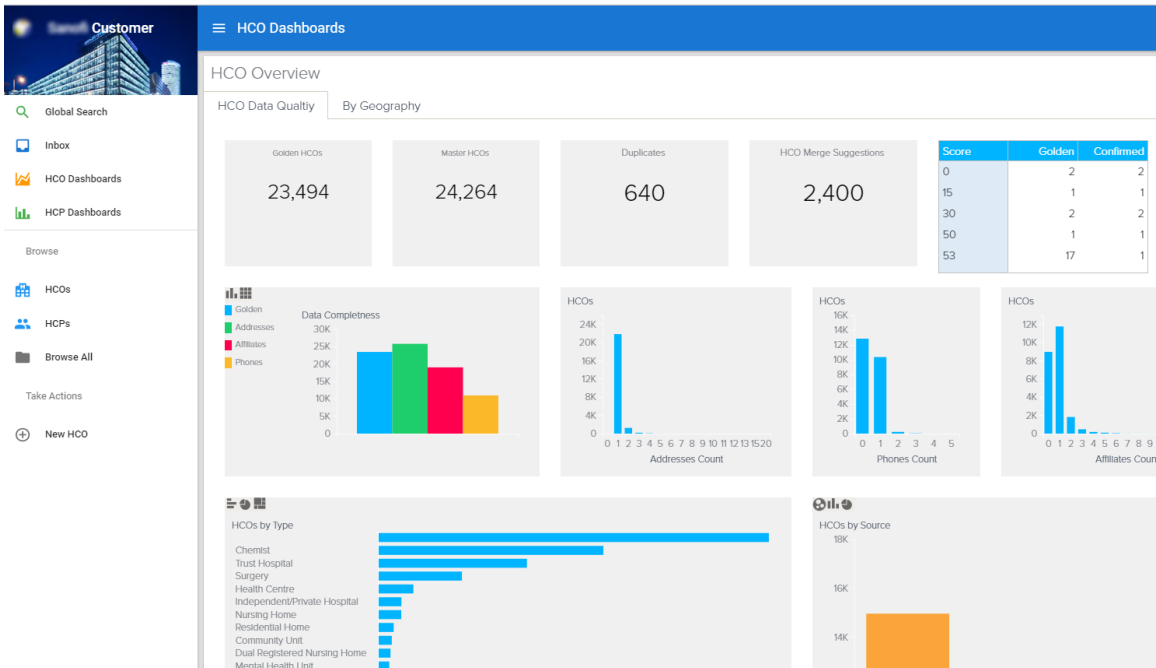 Customer
HCO Dashboards
HCO Overview
HCO Data Qualtiy By Geography
Global Search
Inbox
HCO Dashboards
HCP Dashboards
Browse
HCOs
HCPs
Browse All
Take Actions
New HCO
Golden HCOs
23,494
Master HCOs
24,264
Duplicates
640
HCO Merge Suggestions
2,400
Score Golden Confirmed
0 2 2
15 1 1
30 2 2
50 1 1
53 17 1
Golden
Addresses
Affiliates
Phones
Data Completness
30K
25K
20K
15K
10K
5K
0
HCOs
24K
20K
16K
12K
8K
4K
0
0 1 2 3 4 5 6 7 8 9 10 11 12 13 15 20
Addresses Count
HCOs
16K
14K
12K
10K
8K
6K
4K
2K
0
0 1 2 3 4 5
Phones Count
HCOs
12K
10K
8K
6K
4K
2K
0
0 1 2 3 4 5 6 7 8 9
Affiliates Coun
HCOs by Type
Chemist
Trust Hospital
Surgery
Health Centre
Independent/Private Hospital
Nursing Home
Residential Home
Community Unit
Dual Registered Nursing Home
Mental Health Unit
HCOs by Source
18K
16K
14K